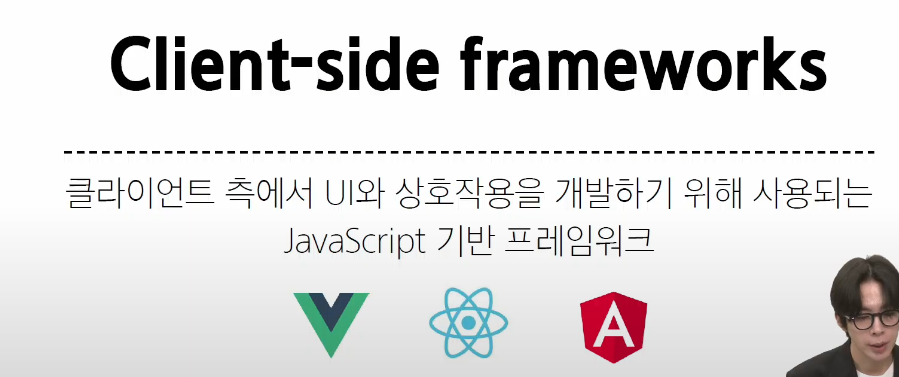 Client-side frameworks
클라이언트 측에서 UI와 상호작용을 개발하기 위해 사용되는
JavaScript 기반 프레임워크
A